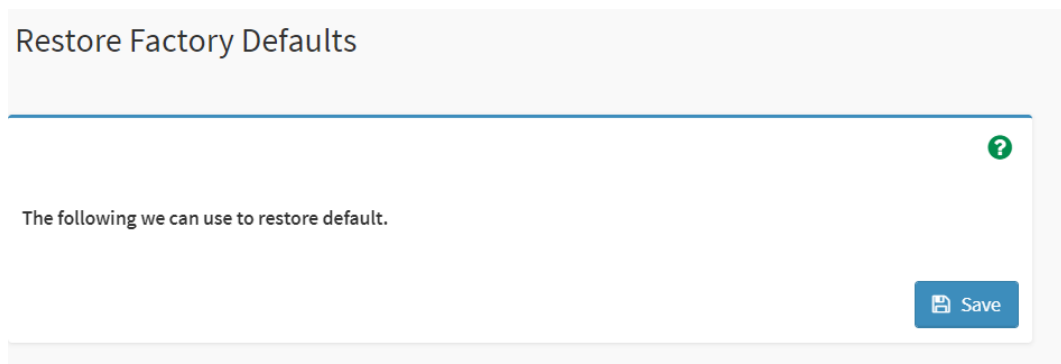 Restore Factory Defaults
?
The following we can use to restore default.
Save